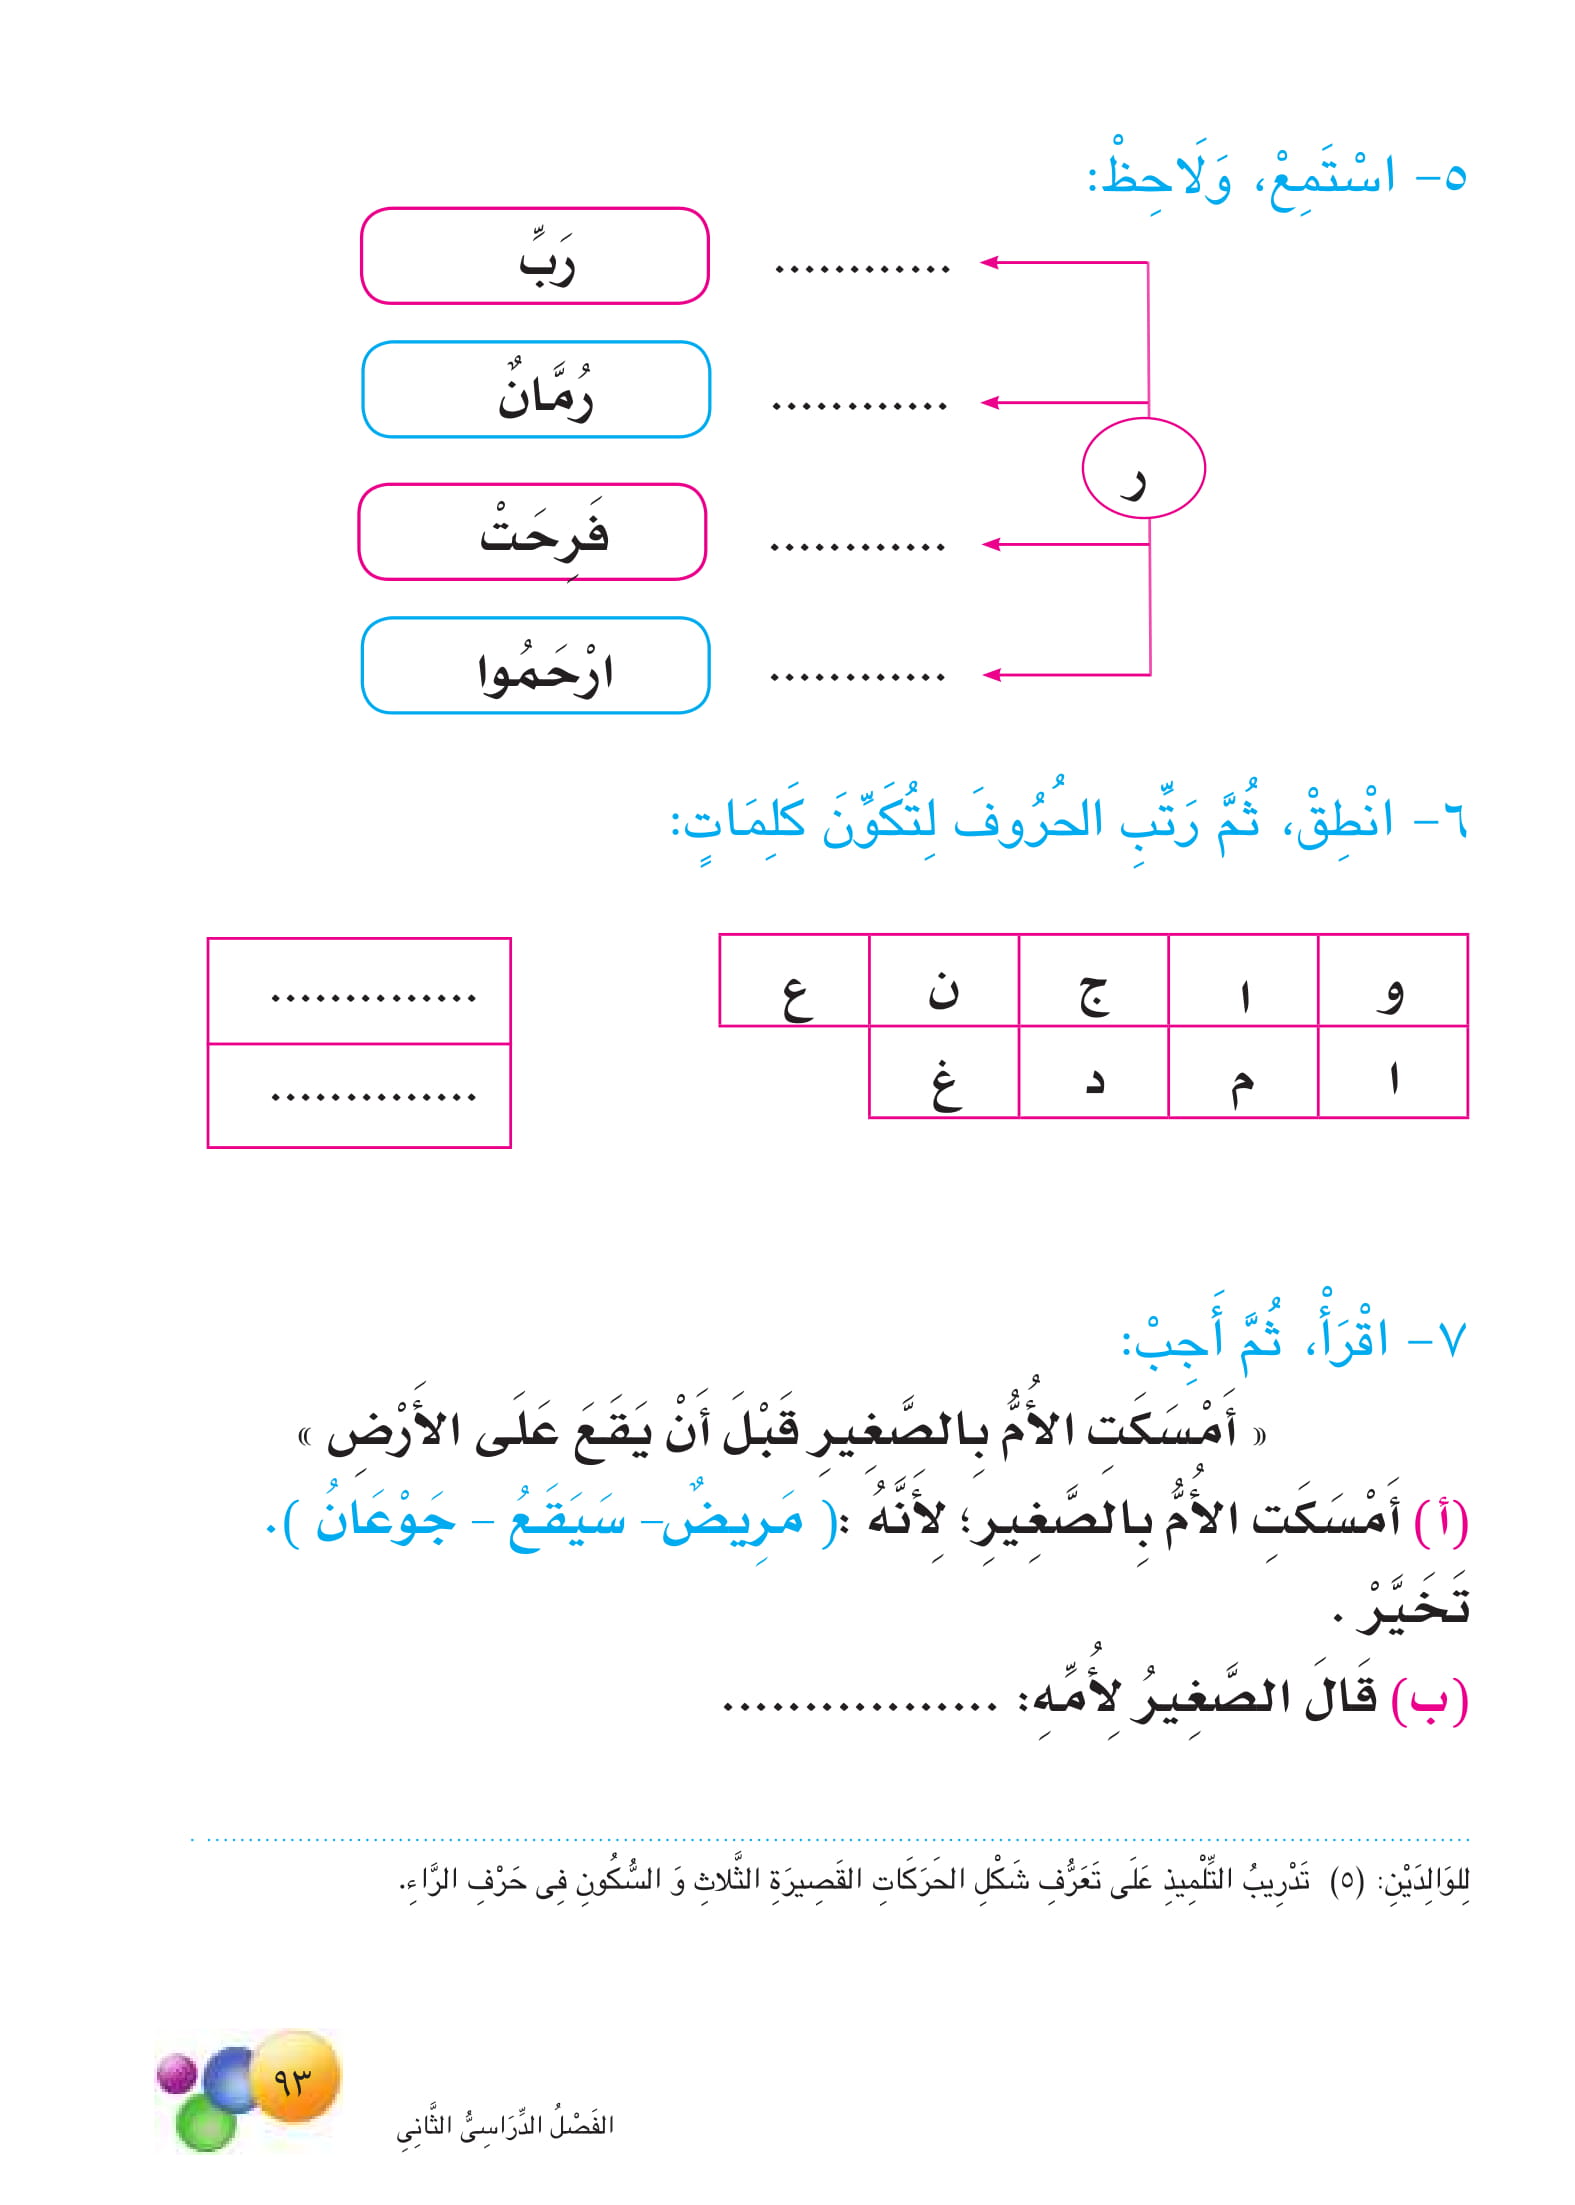 ٥- اسْتَمِعْ، وَلَاحِظْ:
............ رَبِّ
............ رُمَّانٌ
ر
............ فَرِحَتْ
............ ارْحَمُوا
٦- انْطِقْ، ثُمَّ رَتِّبِ الحُرُوفَ لِتُكَوِّنَ كَلِمَاتٍ:
و ا ج ن ع ..............
ا م د غ ..............
٧- اقْرَأْ، ثُمَّ أَجِبْ:
« أَمْسَكَتِ الأُمُّ بِالصَّغِيرِ قَبْلَ أَنْ يَقَعَ عَلَى الأَرْضِ »
(أ) أَمْسَكَتِ الأُمُّ بِالصَّغِيرِ؛ لِأَنَّهُ :( مَرِيضٌ- سَيَقَعُ - جَوْعَانُ ).
تَخَيَّرْ .
(ب) قَالَ الصَّغِيرُ لِأُمِّهِ: .................
لِلوَالِدَيْنِ: (٥) تَدْرِيبُ التِّلْمِيذِ عَلَى تَعَرُّفِ شَكْلِ الحَرَكَاتِ القَصِيرَةِ الثَّلاثِ وَ السُّكُونِ فِى حَرْفِ الرَّاءِ.
٩٣
الفَصْلُ الدِّرَاسِىُّ الثَّانِىِ